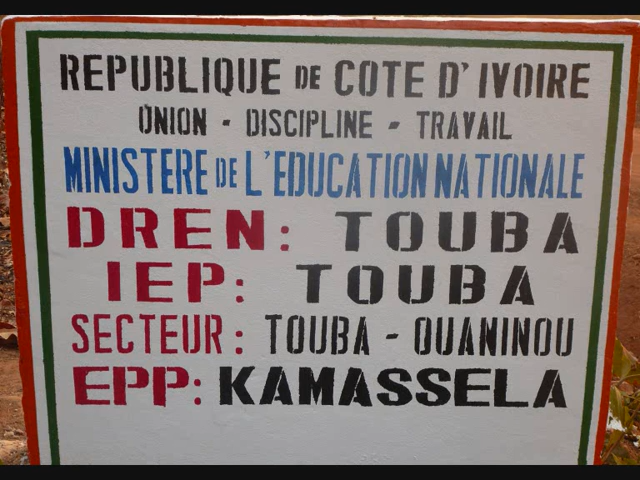 REPUBLIQUE DE COTE D'IVOIRE
UNION - DISCIPLINE - TRAVAIL
MINISTERE DE L'EDUCATION NATIONALE
DREN: TOUBA
IEP: TOUBA
SECTEUR: TOUBA - OUANINOU
EPP: KAMASSELA